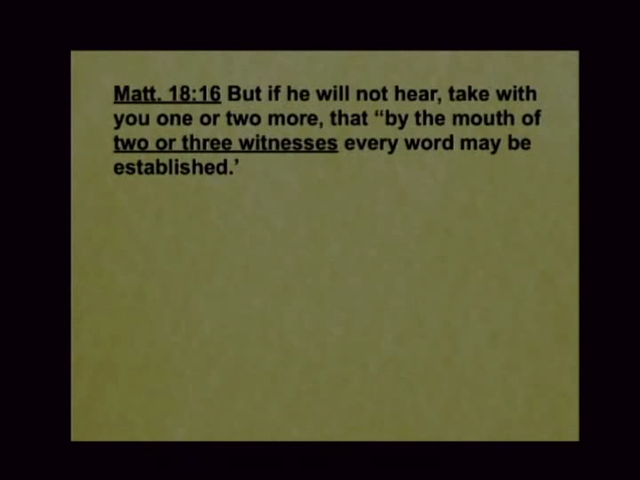 Matt. 18:16 But if he will not hear, take with
you one or two more, that “by the mouth of
two or three witnesses every word may be
established.’